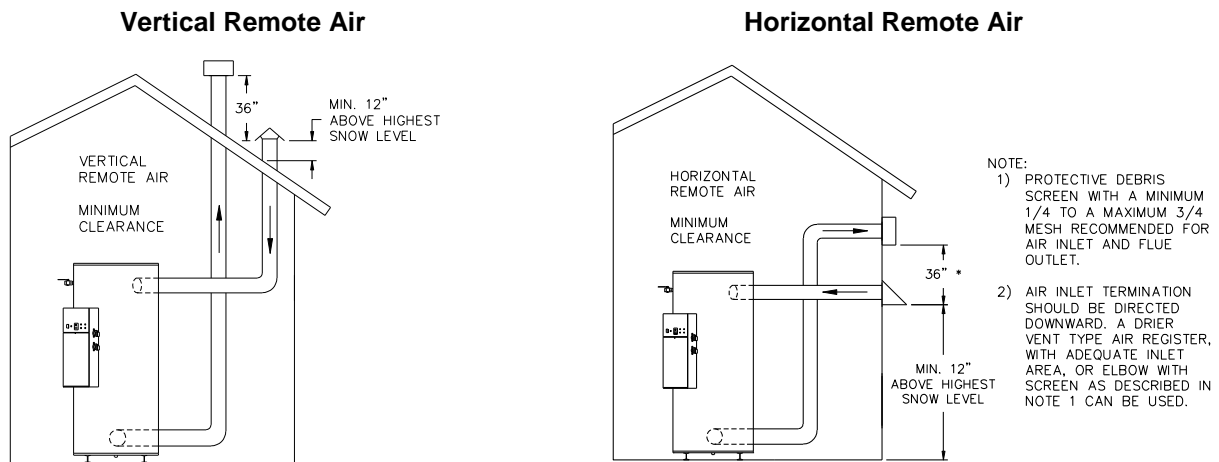 Vertical Remote Air
36”
MIN. 12”
ABOVE HIGHEST
SNOW LEVEL
VERTICAL
REMOTE AIR
MINIMUM
CLEARANCE
Horizontal Remote Air
HORIZONTAL
REMOTE AIR
MINIMUM
CLEARANCE
36” *
MIN. 12”
ABOVE HIGHEST
SNOW LEVEL
NOTE:
1) PROTECTIVE DEBRIS
SCREEN WITH A MINIMUM
1/4 TO A MAXIMUM 3/4
MESH RECOMMENDED FOR
AIR INLET AND FLUE
OUTLET.
2) AIR INLET TERMINATION
SHOULD BE DIRECTED
DOWNWARD. A DRIER
VENT TYPE AIR REGISTER,
WITH ADEQUATE INLET
AREA, OR ELBOW WITH
SCREEN AS DESCRIBED IN
NOTE 1 CAN BE USED.